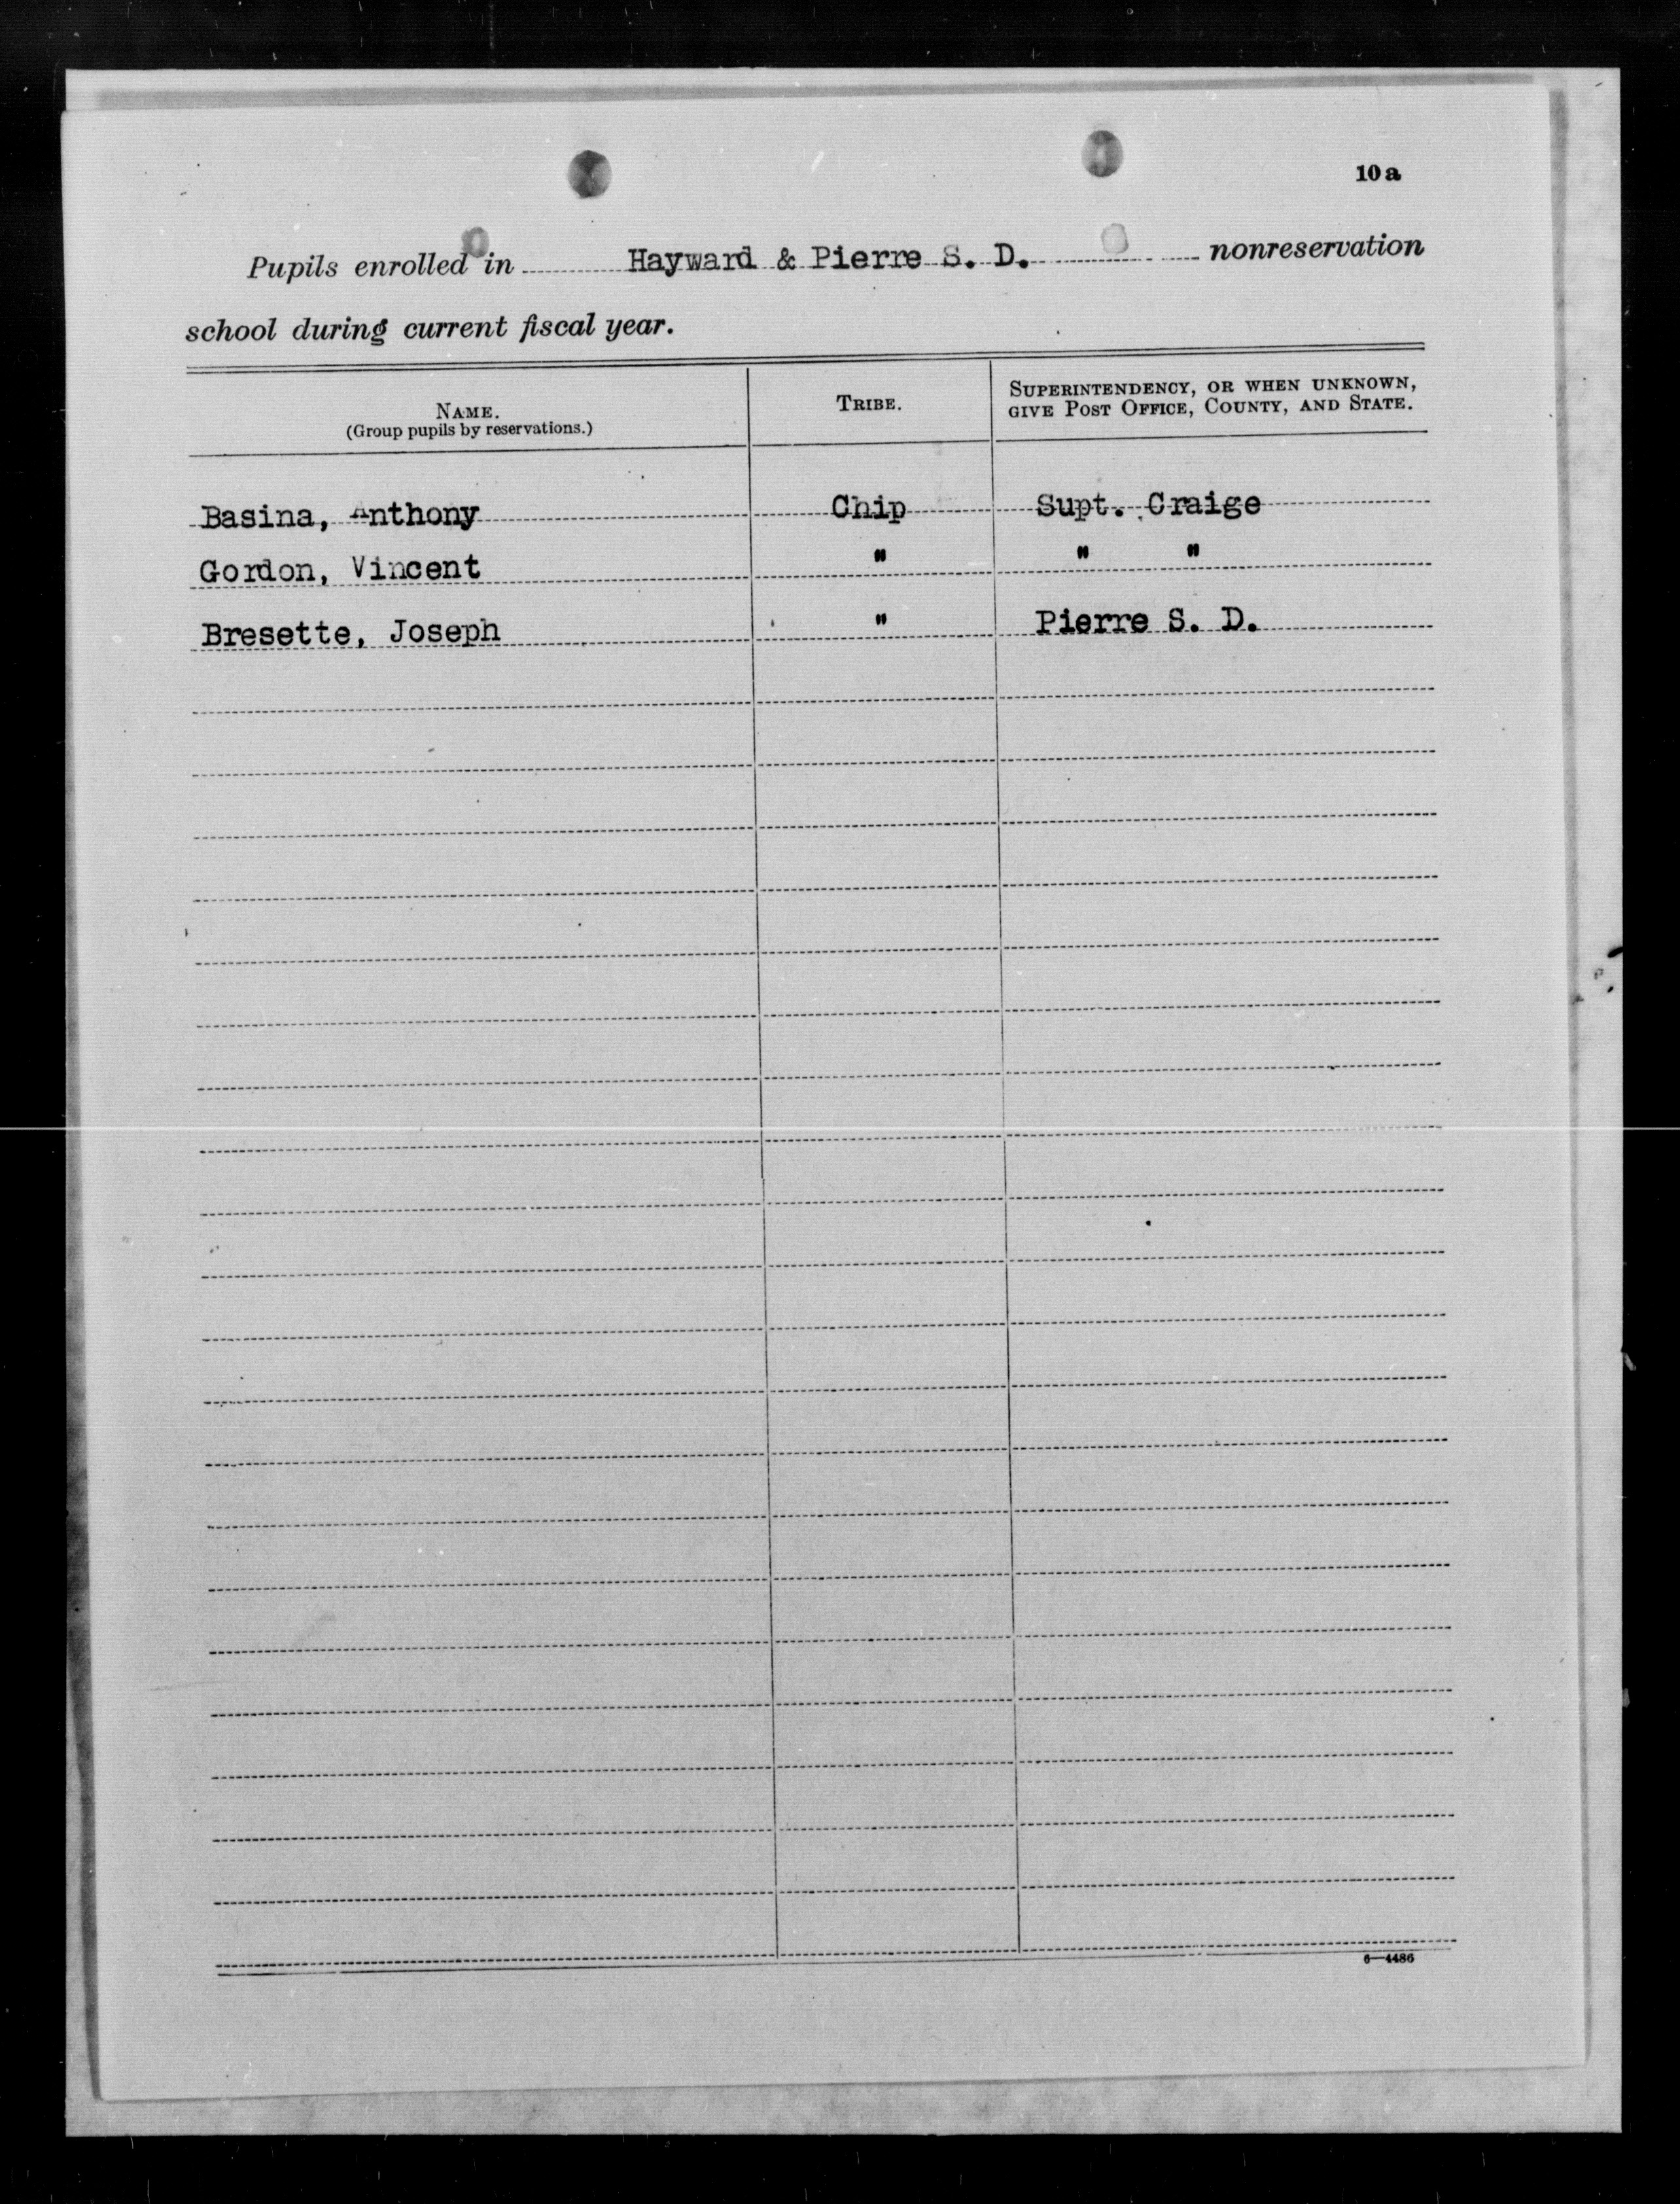 10a
Pupils enrolled in Hayward & Pierre S. D. nonreservation
school during current fiscal year.
NAME.
(Group pupils by reservations.)
TRIBE.
SUPERINTENDENCY, OR WHEN UNKNOWN,
GIVE POST OFFICE, COUNTY, AND STATE.
Basina, Anthony Chip Supt. Craige
Gordon, Vincent " " "
Bresette, Joseph " Pierre S. D.
6—4486